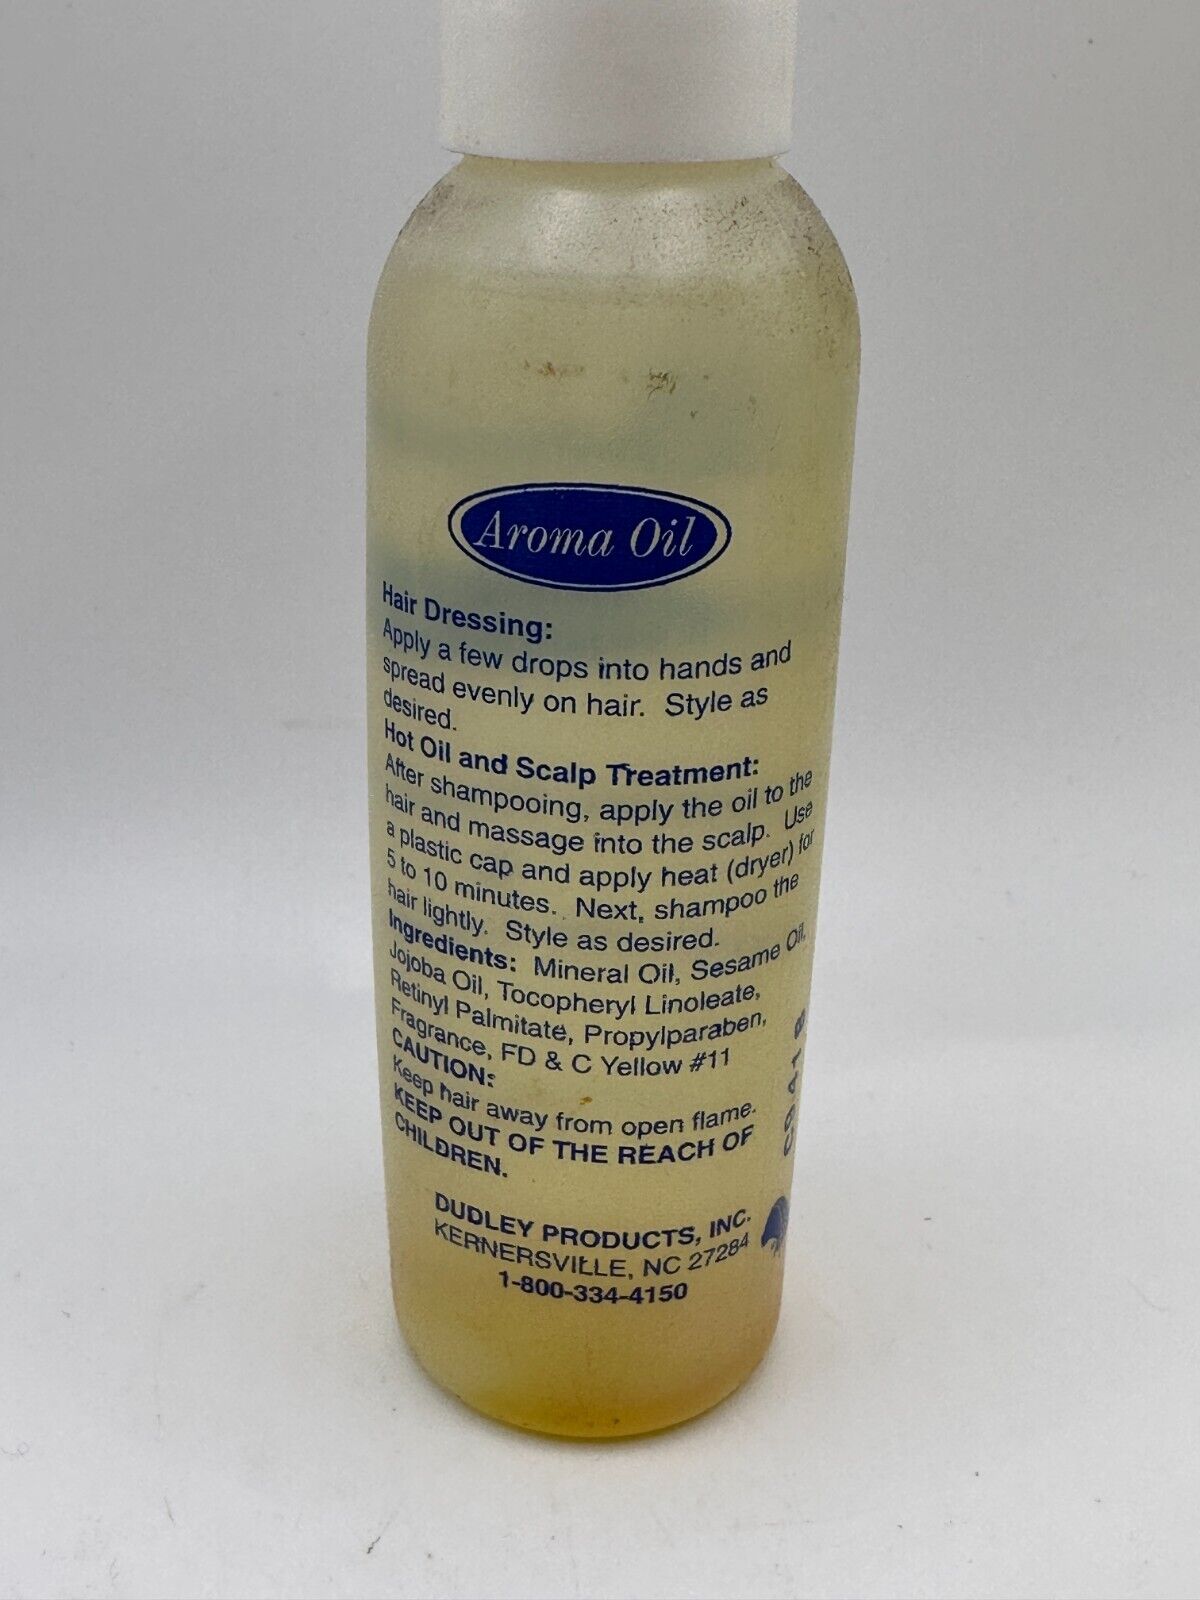 Aroma Oil
Hair Dressing:
Apply a few drops into hands and
spread evenly on hair. Style as
desired.
Hot Oil and Scalp Treatment:
After shampooing, apply the oil to the
hair and massage into the scalp. Use
a plastic cap and apply heat (dryer) for
5 to 10 minutes. Next, shampoo the
hair lightly. Style as desired.
Ingredients: Mineral Oil, Sesame Oil,
Jojoba Oil, Tocopheryl Linoleate,
Retinyl Palmitate, Propylparaben,
Fragrance, FD & C Yellow #11
CAUTION:
Keep hair away from open flame.
KEEP OUT OF THE REACH OF
CHILDREN.
DUDLEY PRODUCTS, INC.
KERNERSVILLE, NC 27284
1-800-334-4150